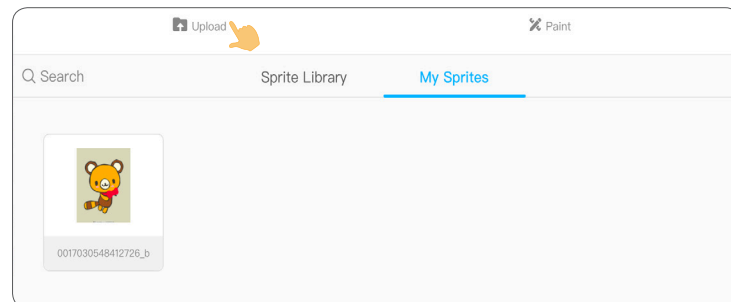 Upload
Paint
Search
Sprite Library
My Sprites
0017030548412726_b